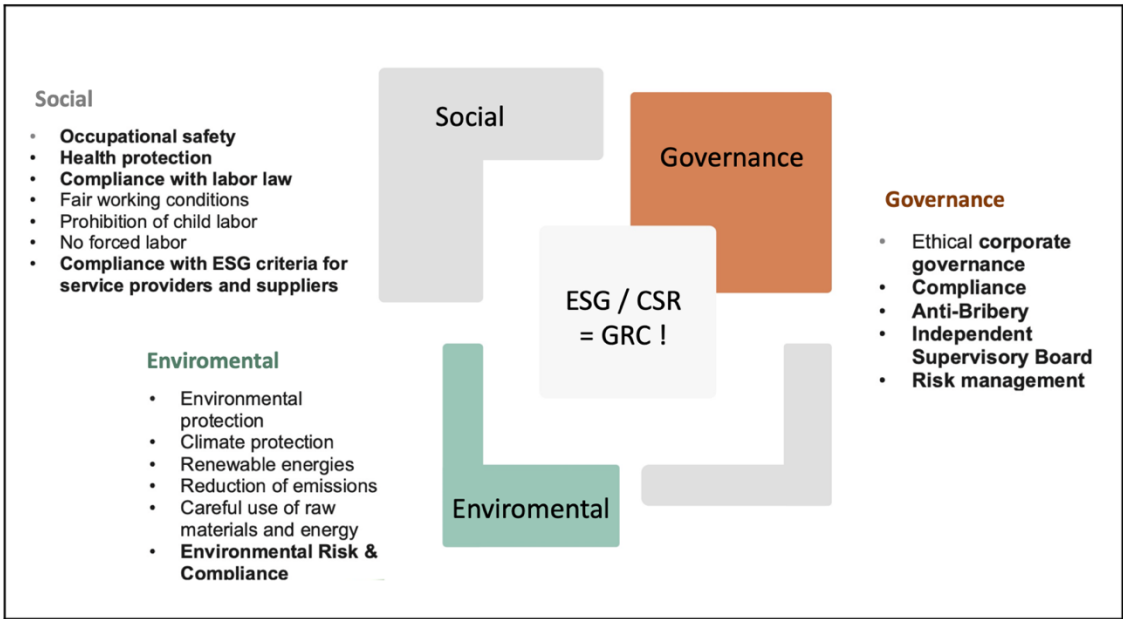 Social
• Occupational safety
• Health protection
• Compliance with labor law
• Fair working conditions
• Prohibition of child labor
• No forced labor
• Compliance with ESG criteria for
service providers and suppliers
Enviromental
• Environmental
protection
• Climate protection
• Renewable energies
• Reduction of emissions
• Careful use of raw
materials and energy
• Environmental Risk &
Compliance
Social
Governance
ESG / CSR
= GRC !
Enviromental
Governance
• Ethical corporate
governance
• Compliance
• Anti-Bribery
• Independent
Supervisory Board
• Risk management